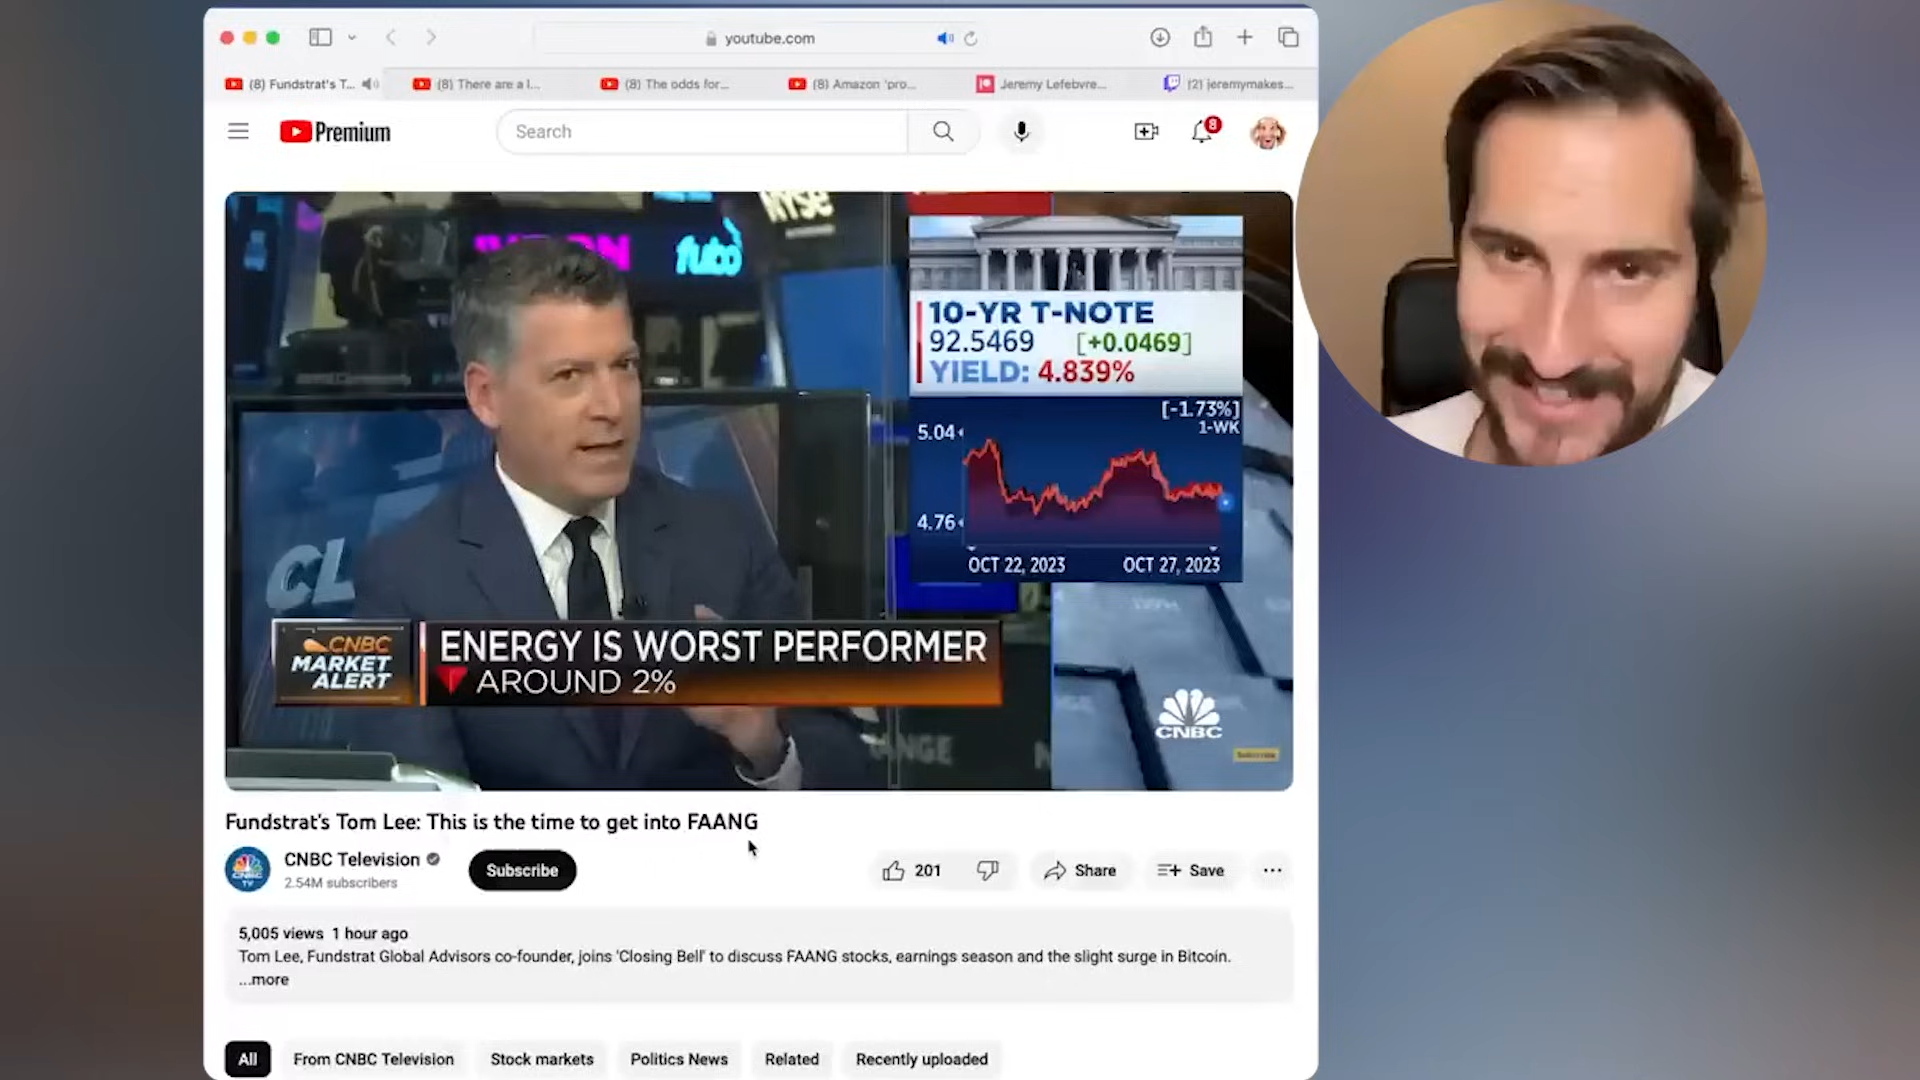 youtube.com
(8) Fundstrat's T...
(8) There are a l...
(8) The odds for...
(8) Amazon 'pro...
Jeremy Lefebvre...
(2) jeremymakes...
Premium
Search
8
NYSE
fubo
10-YR T-NOTE
92.5469 [+0.0469]
YIELD: 4.839%
[-1.73%]
1-WK
5.04
4.76
OCT 22, 2023 OCT 27, 2023
CL
CNBC
MARKET
ALERT
ENERGY IS WORST PERFORMER
AROUND 2%
CNBC
Subscribe
Fundstrat's Tom Lee: This is the time to get into FAANG
CNBC Television
2.54M subscribers
Subscribe
201
Share
Save
5,005 views 1 hour ago
Tom Lee, Fundstrat Global Advisors co-founder, joins 'Closing Bell' to discuss FAANG stocks, earnings season and the slight surge in Bitcoin.
...more
All
From CNBC Television
Stock markets
Politics News
Related
Recently uploaded